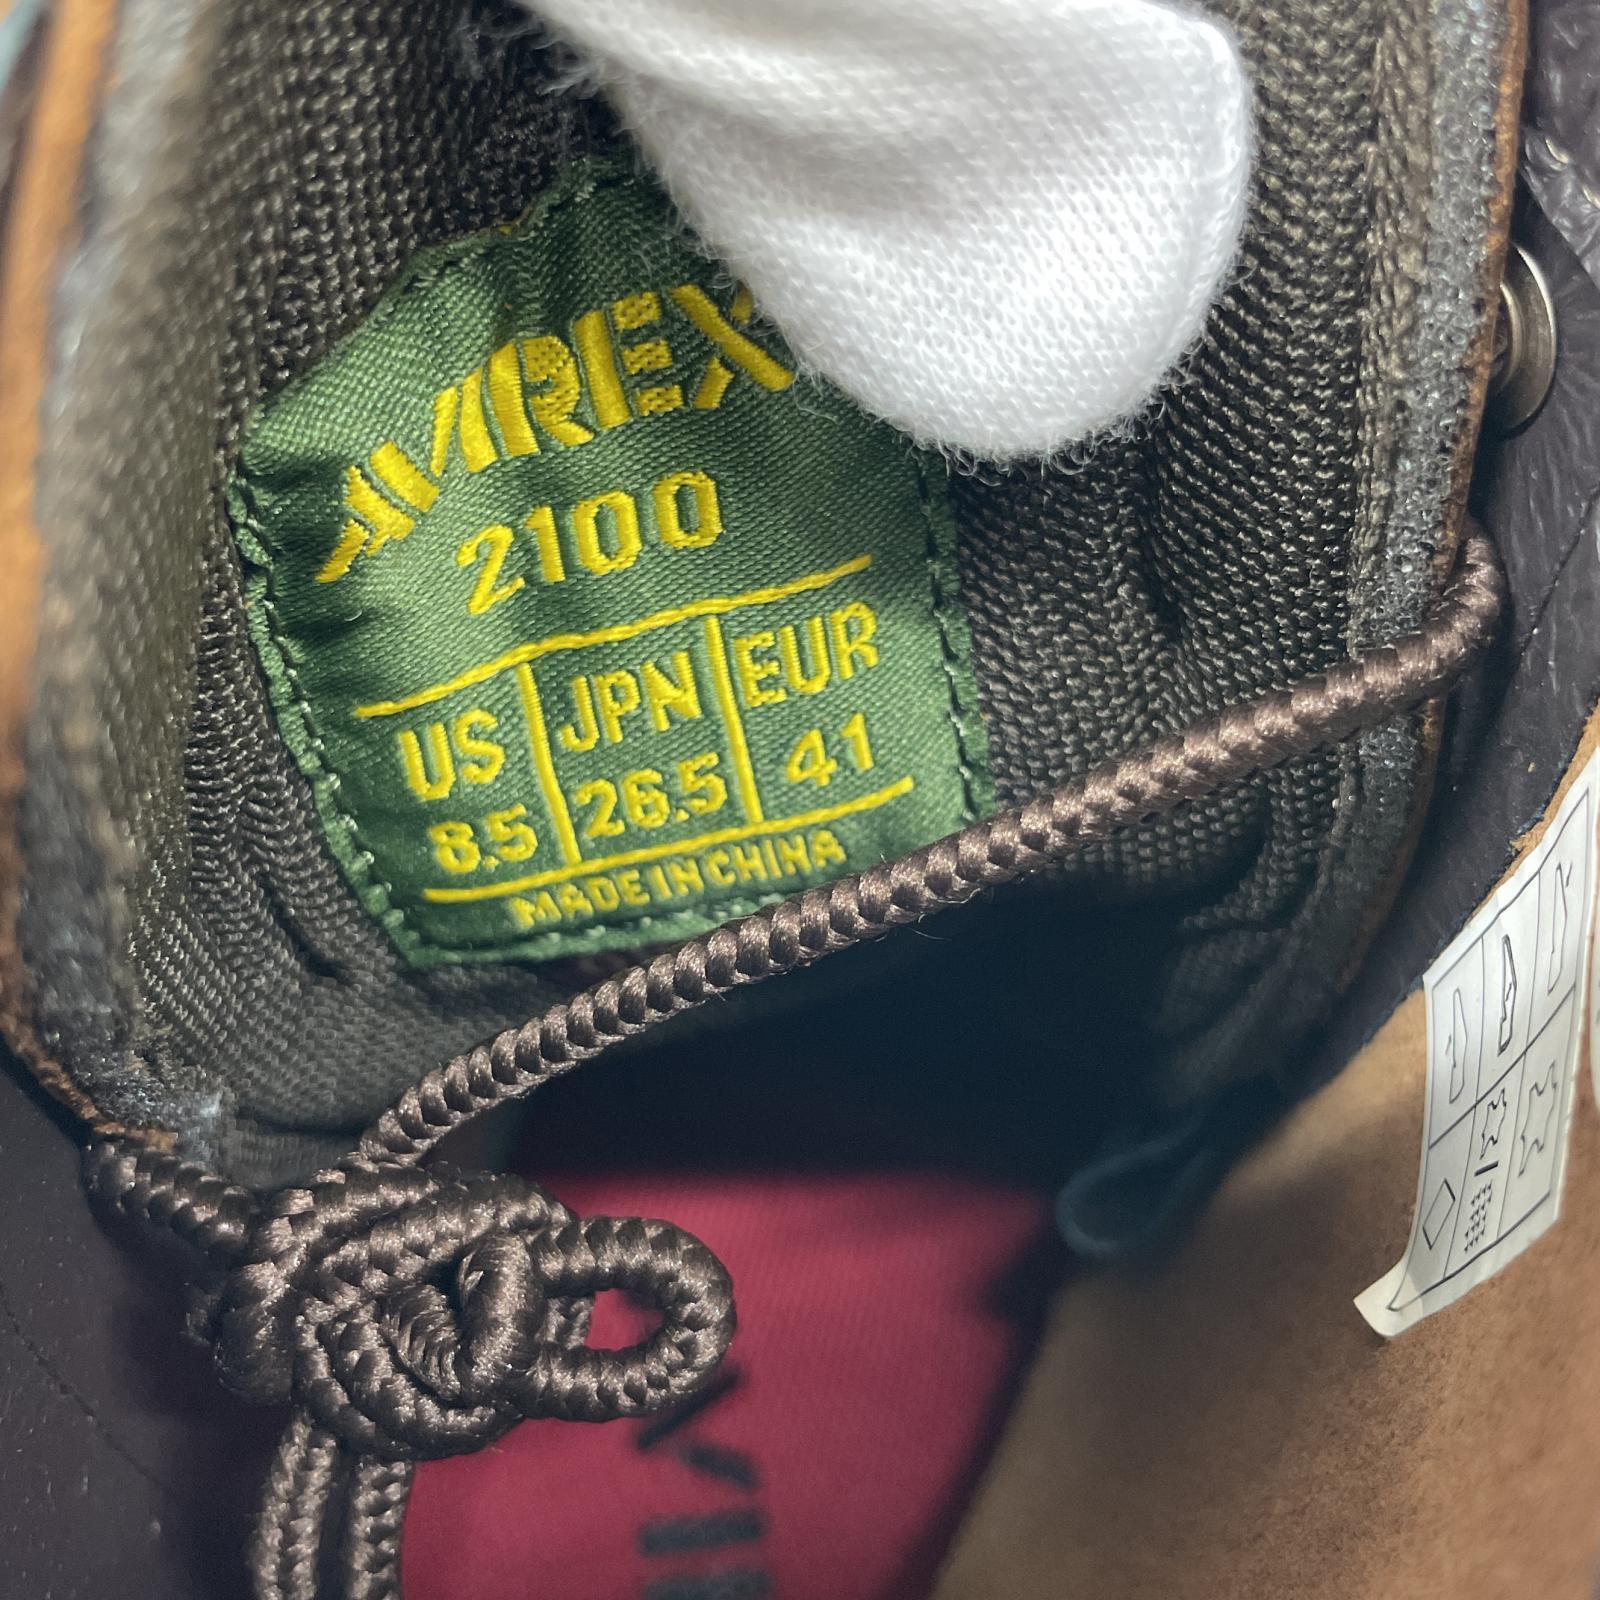 AVIREX
2100
US JPN EUR
8.5 26.5 41
MADE IN CHINA